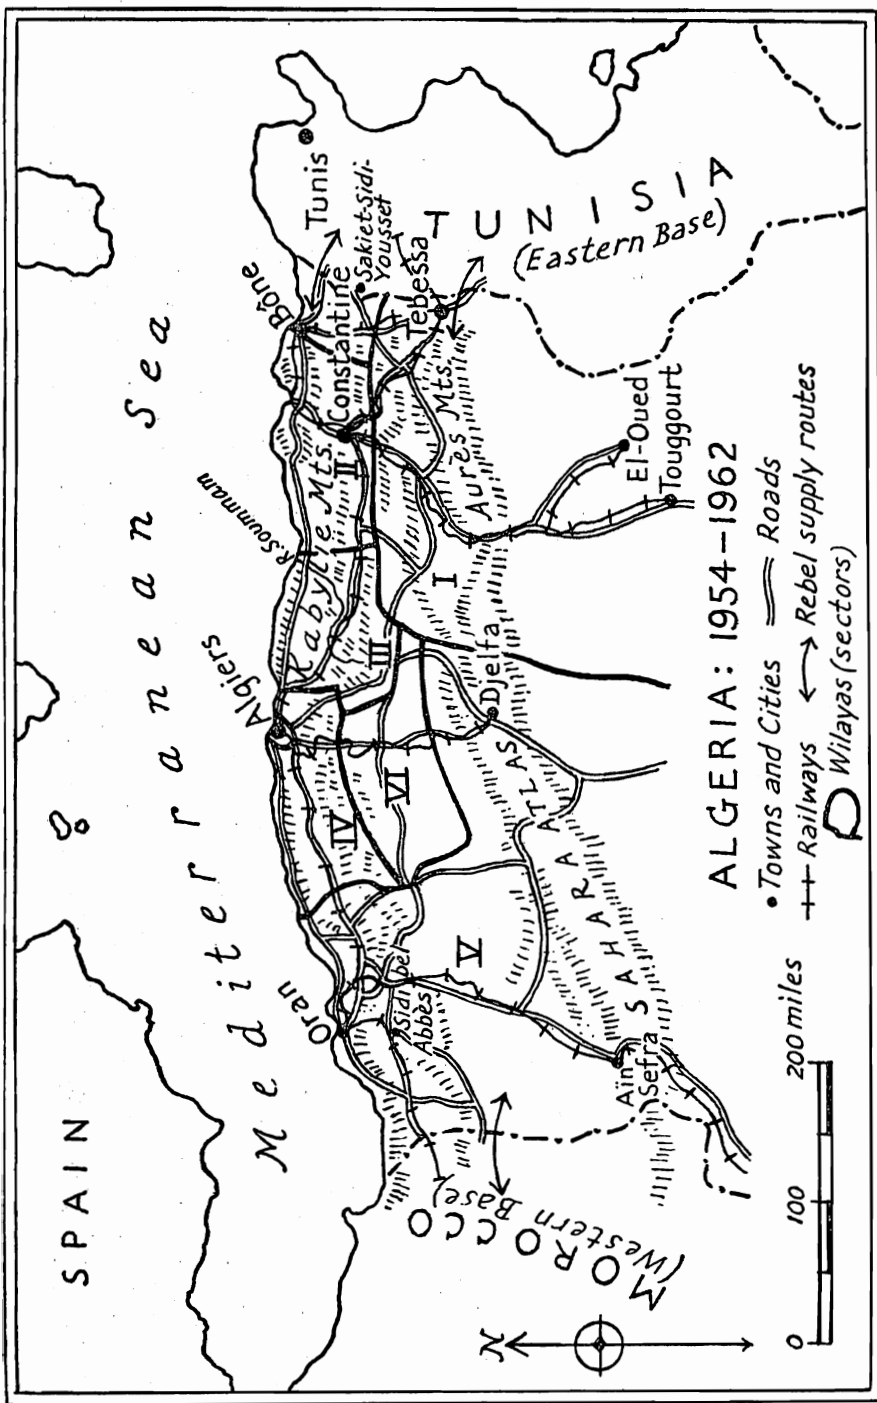 SPAIN
Mediterranean Sea
Algiers
R. Soummam
Bône
Tunis
Oran
Kabylie Mts.
Constantine
Sakiet-Sidi-
Yousset
TUNISIA
(Eastern Base)
Tebessa
Sidi bel
Abbès
IV
VI
III
II
I
V
Aurès Mts.
Djelfa
MOROCCO
(Western Base)
SAHARA ATLAS
Aïn
Sefra
El-Oued
Touggourt
N
ALGERIA: 1954–1962
Towns and Cities
Roads
Railways
Rebel supply routes
Wilayas (sectors)
0 100 200 miles